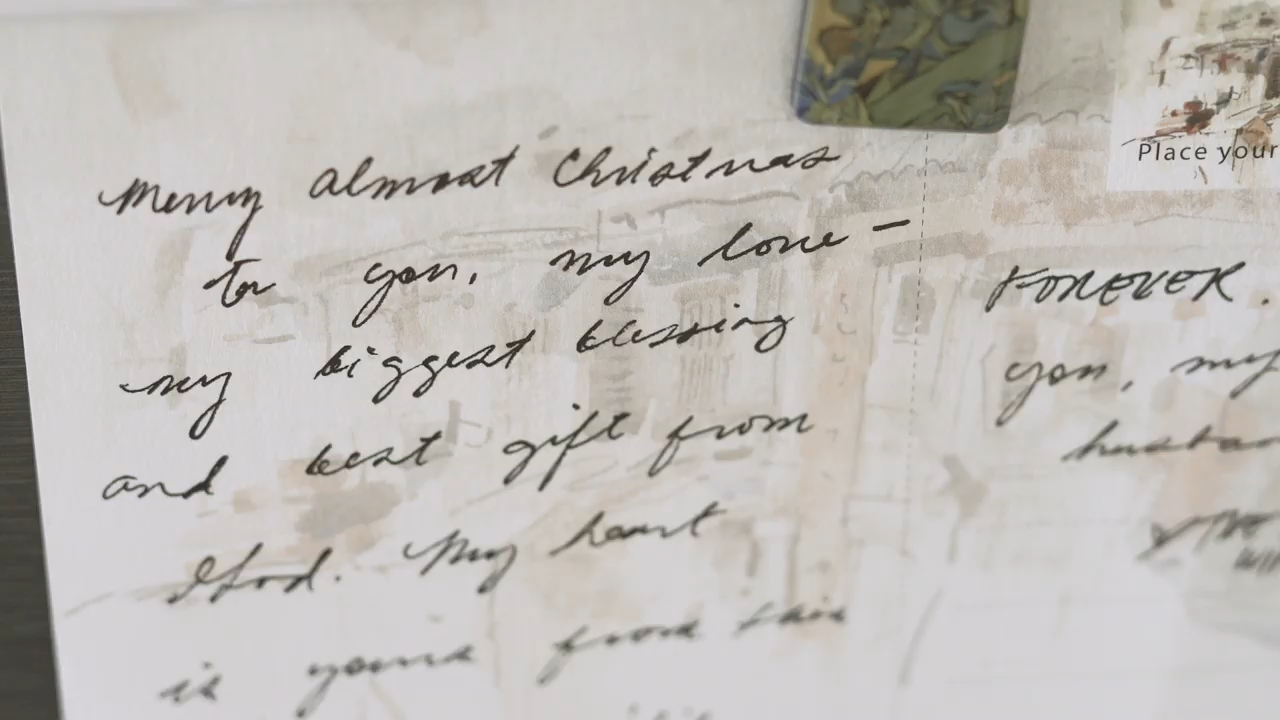 Merry almost Christmas
to you, my love –
my biggest blessing
and best gift from
God. My heart
is yours from this
Place your
FOREVER.
you, my
husba